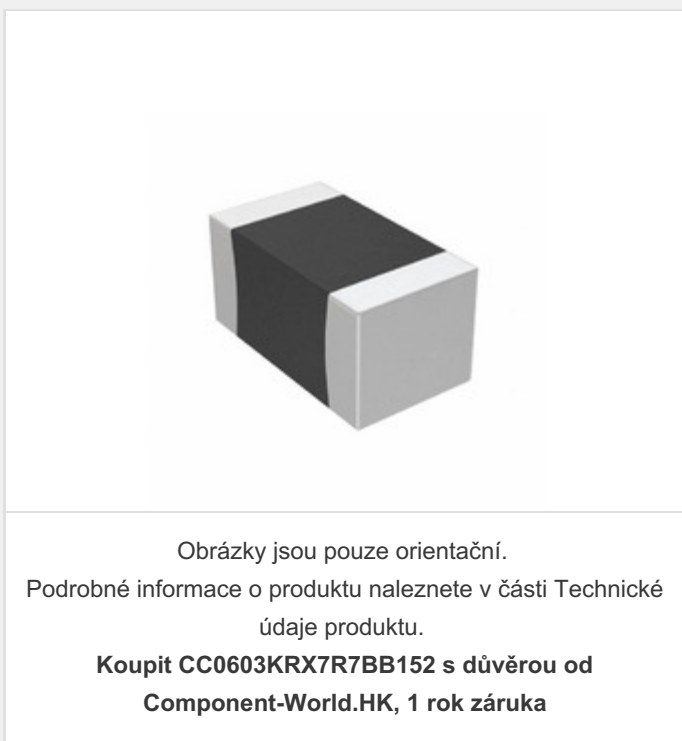 Obrázky jsou pouze orientační.
Podrobné informace o produktu naleznete v části Technické
údaje produktu.
Koupit CC0603KRX7R7BB152 s důvěrou od
Component-World.HK, 1 rok záruka